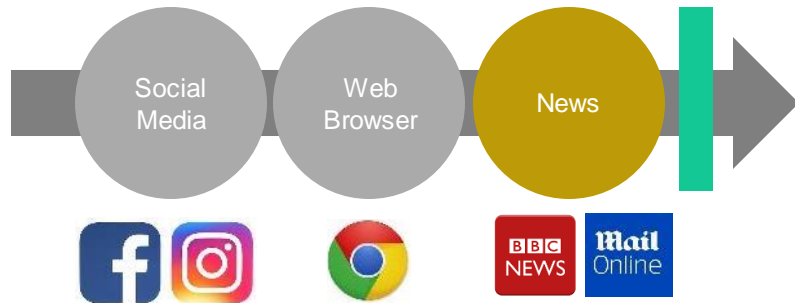 Social
Media
Web
Browser
News
BBC
NEWS
Mail
Online